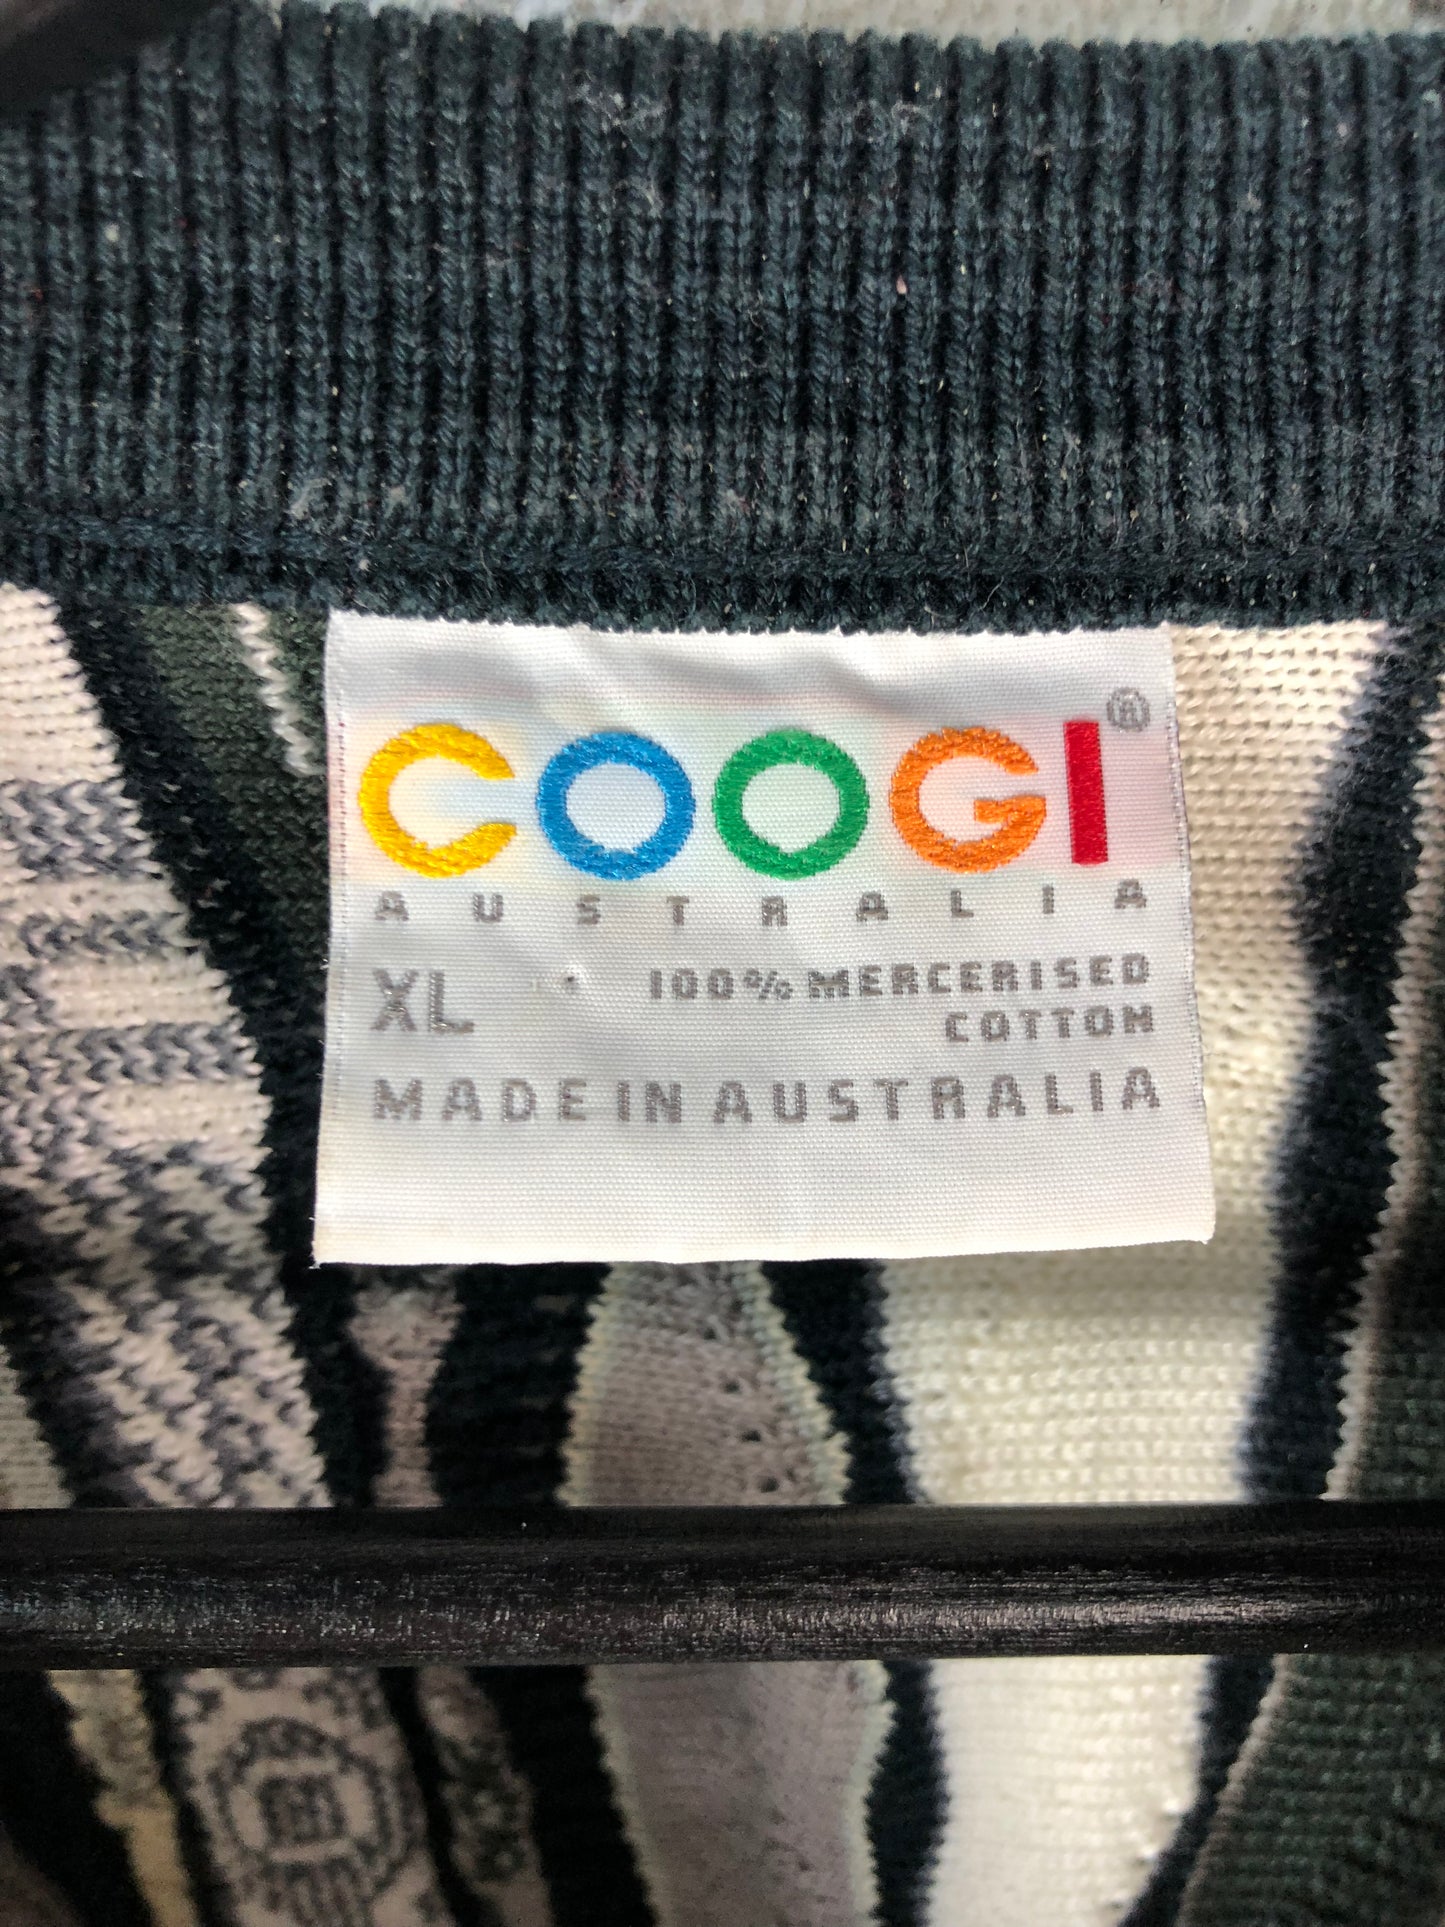 COOGI®
AUSTRALIA
XL 100% MERCERISED
COTTON
MADE IN AUSTRALIA